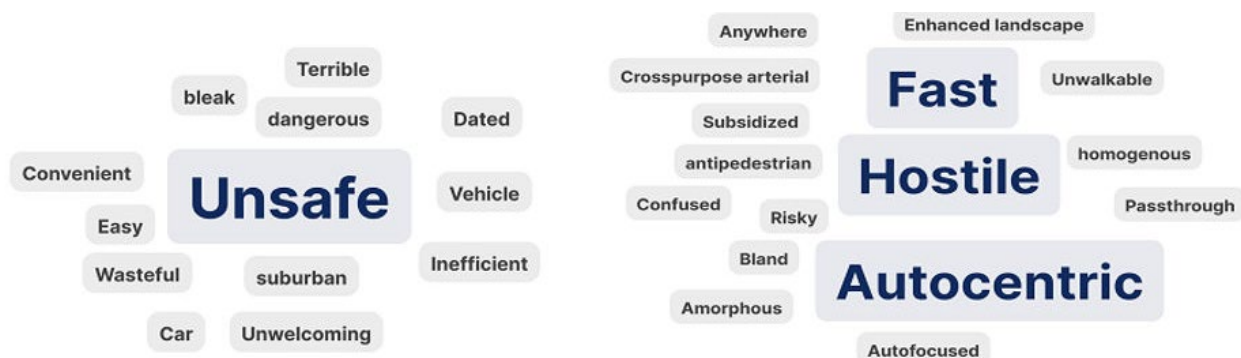 Terrible
bleak
dangerous
Dated
Convenient
Unsafe
Vehicle
Easy
Inefficient
Wasteful
suburban
Car
Unwelcoming
Enhanced landscape
Anywhere
Fast
Crosspurpose arterial
Unwalkable
Subsidized
Hostile
antipedestrian
homogenous
Confused
Risky
Passthrough
Bland
Autocentric
Amorphous
Autofocused